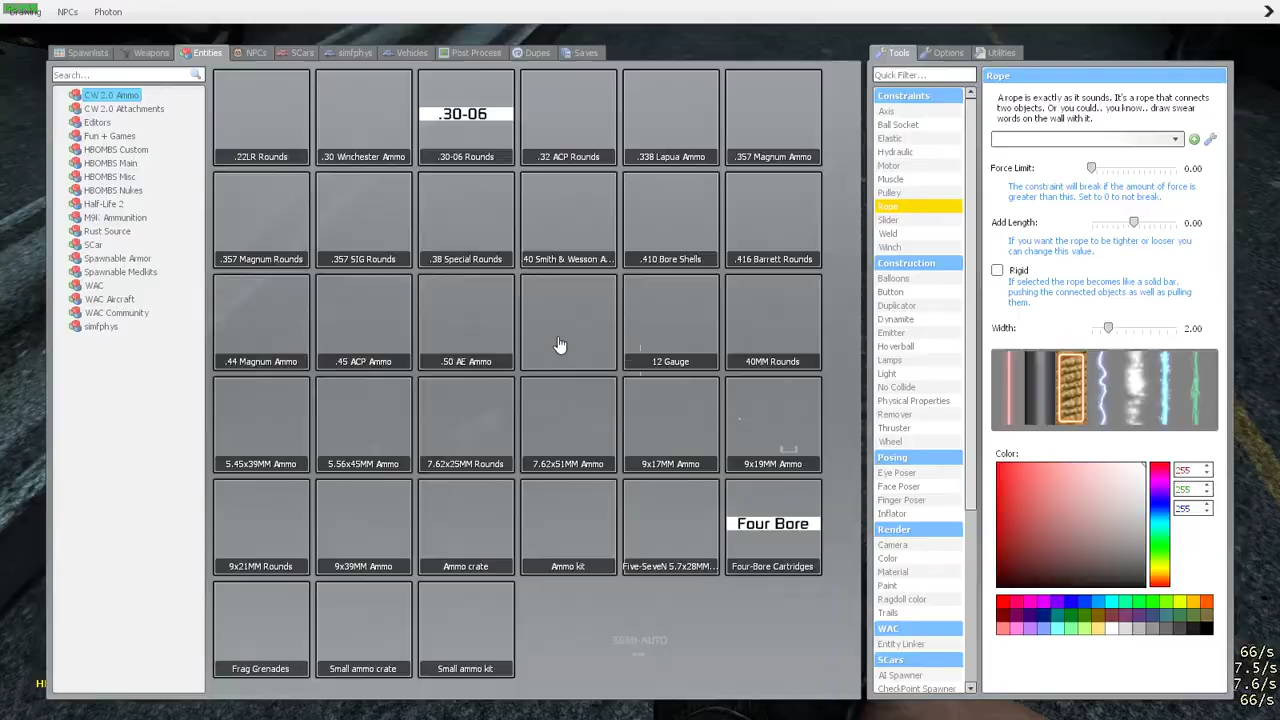 Drawing NPCs Photon
Spawnlists Weapons Entities NPCs SCars simfphys Vehicles Post Process Dupes Saves
Search...
CW 2.0 Ammo
CW 2.0 Attachments
Editors
Fun + Games
HBOMBS Custom
HBOMBS Main
HBOMBS Misc
HBOMBS Nukes
Half-Life 2
M9K Ammunition
Rust Source
SCar
Spawnable Armor
Spawnable Medkits
WAC
WAC Aircraft
WAC Community
simfphys
.30-06
.22LR Rounds .30 Winchester Ammo .30-06 Rounds .32 ACP Rounds .338 Lapua Ammo .357 Magnum Ammo
.357 Magnum Rounds .357 SIG Rounds .38 Special Rounds 40 Smith & Wesson A... .410 Bore Shells .416 Barrett Rounds
.44 Magnum Ammo .45 ACP Ammo .50 AE Ammo 12 Gauge 40MM Rounds
5.45x39MM Ammo 5.56x45MM Ammo 7.62x25MM Rounds 7.62x51MM Ammo 9x17MM Ammo 9x19MM Ammo
Four Bore
9x21MM Rounds 9x39MM Ammo Ammo crate Ammo kit Five-SeveN 5.7x28MM... Four-Bore Cartridges
SEMI-AUTO
Frag Grenades Small ammo crate Small ammo kit
Tools Options Utilities
Quick Filter...
Constraints
Axis
Ball Socket
Elastic
Hydraulic
Motor
Muscle
Pulley
Rope
Slider
Weld
Winch
Construction
Balloons
Button
Duplicator
Dynamite
Emitter
Hoverball
Lamps
Light
No Collide
Physical Properties
Remover
Thruster
Wheel
Posing
Eye Poser
Face Poser
Finger Poser
Inflator
Render
Camera
Color
Material
Paint
Ragdoll color
Trails
WAC
Entity Linker
SCars
AI Spawner
CheckPoint Spawner
Rope
A rope is exactly as it sounds. It's a rope that connects
two objects. Or you could.. you know.. draw swear
words on the wall with it.
Force Limit: 0.00
The constraint will break if the amount of force is
greater than this. Set to 0 to not break.
Add Length: 0.00
If you want the rope to be tighter or looser you
can change this value.
Rigid
If selected the rope becomes like a solid bar,
pushing the connected objects as well as pulling
them.
Width: 2.00
Color:
255
255
255
66/s
7.5/s
7.6/s
66/s